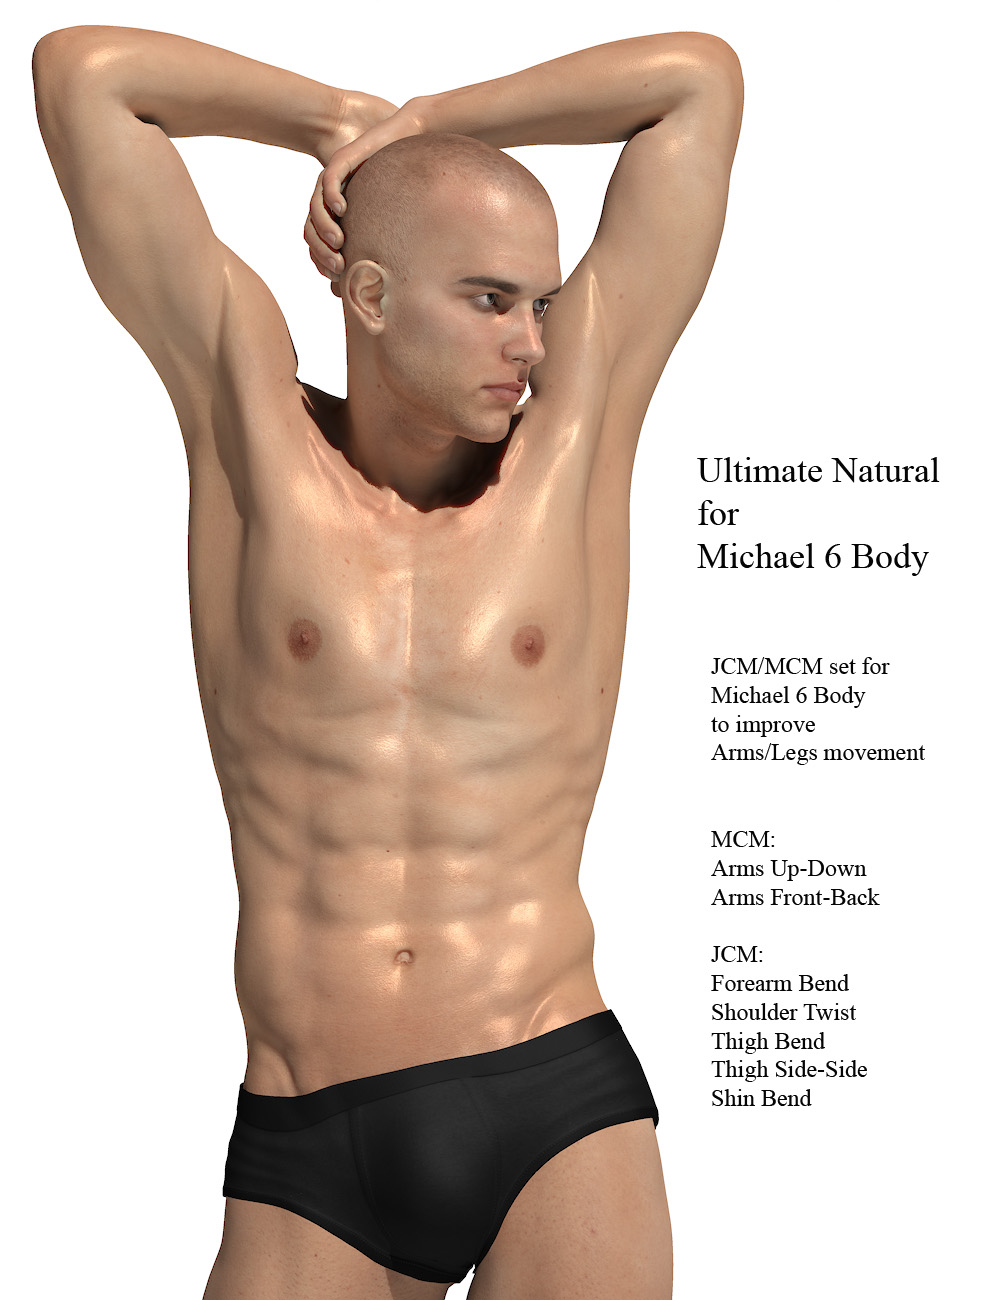 Ultimate Natural
for
Michael 6 Body
JCM/MCM set for
Michael 6 Body
to improve
Arms/Legs movement
MCM:
Arms Up-Down
Arms Front-Back
JCM:
Forearm Bend
Shoulder Twist
Thigh Bend
Thigh Side-Side
Shin Bend